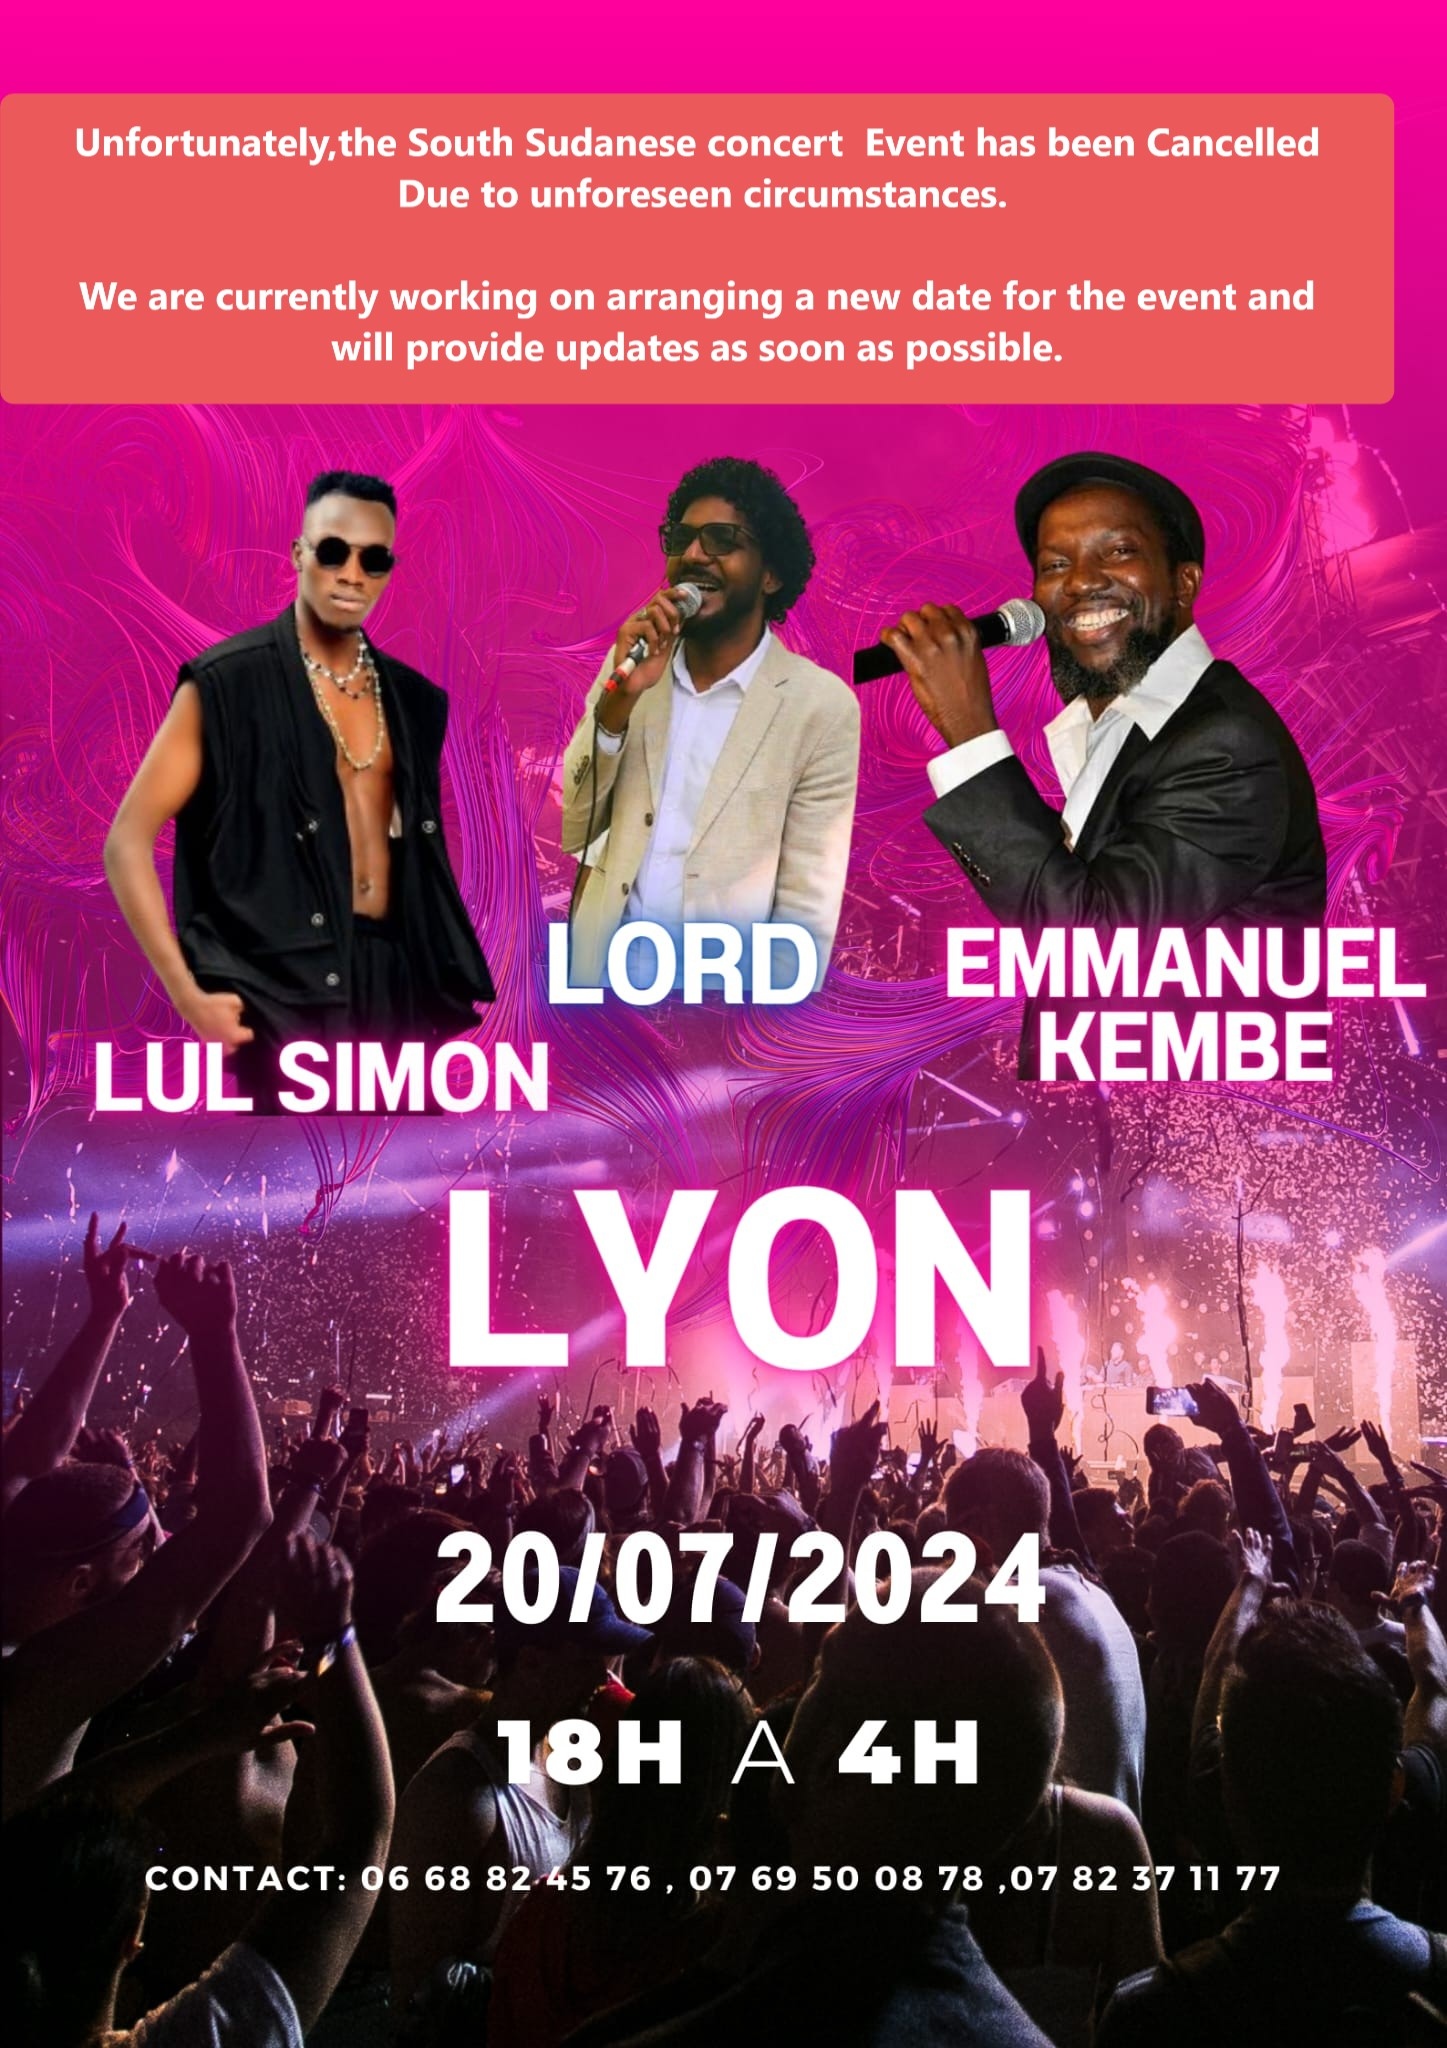 Unfortunately,the South Sudanese concert  Event has been Cancelled
Due to unforeseen circumstances.
We are currently working on arranging a new date for the event and
will provide updates as soon as possible.
LUL SIMON
LORD
EMMANUEL
KEMBE
LYON
20/07/2024
18H A 4H
CONTACT: 06 68 82 45 76 , 07 69 50 08 78 ,07 82 37 11 77